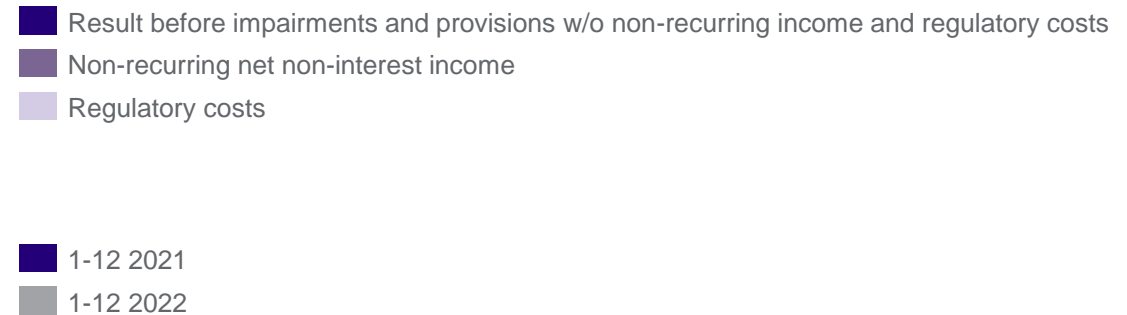 Result before impairments and provisions w/o non-recurring income and regulatory costs
Non-recurring net non-interest income
Regulatory costs
1-12 2021
1-12 2022